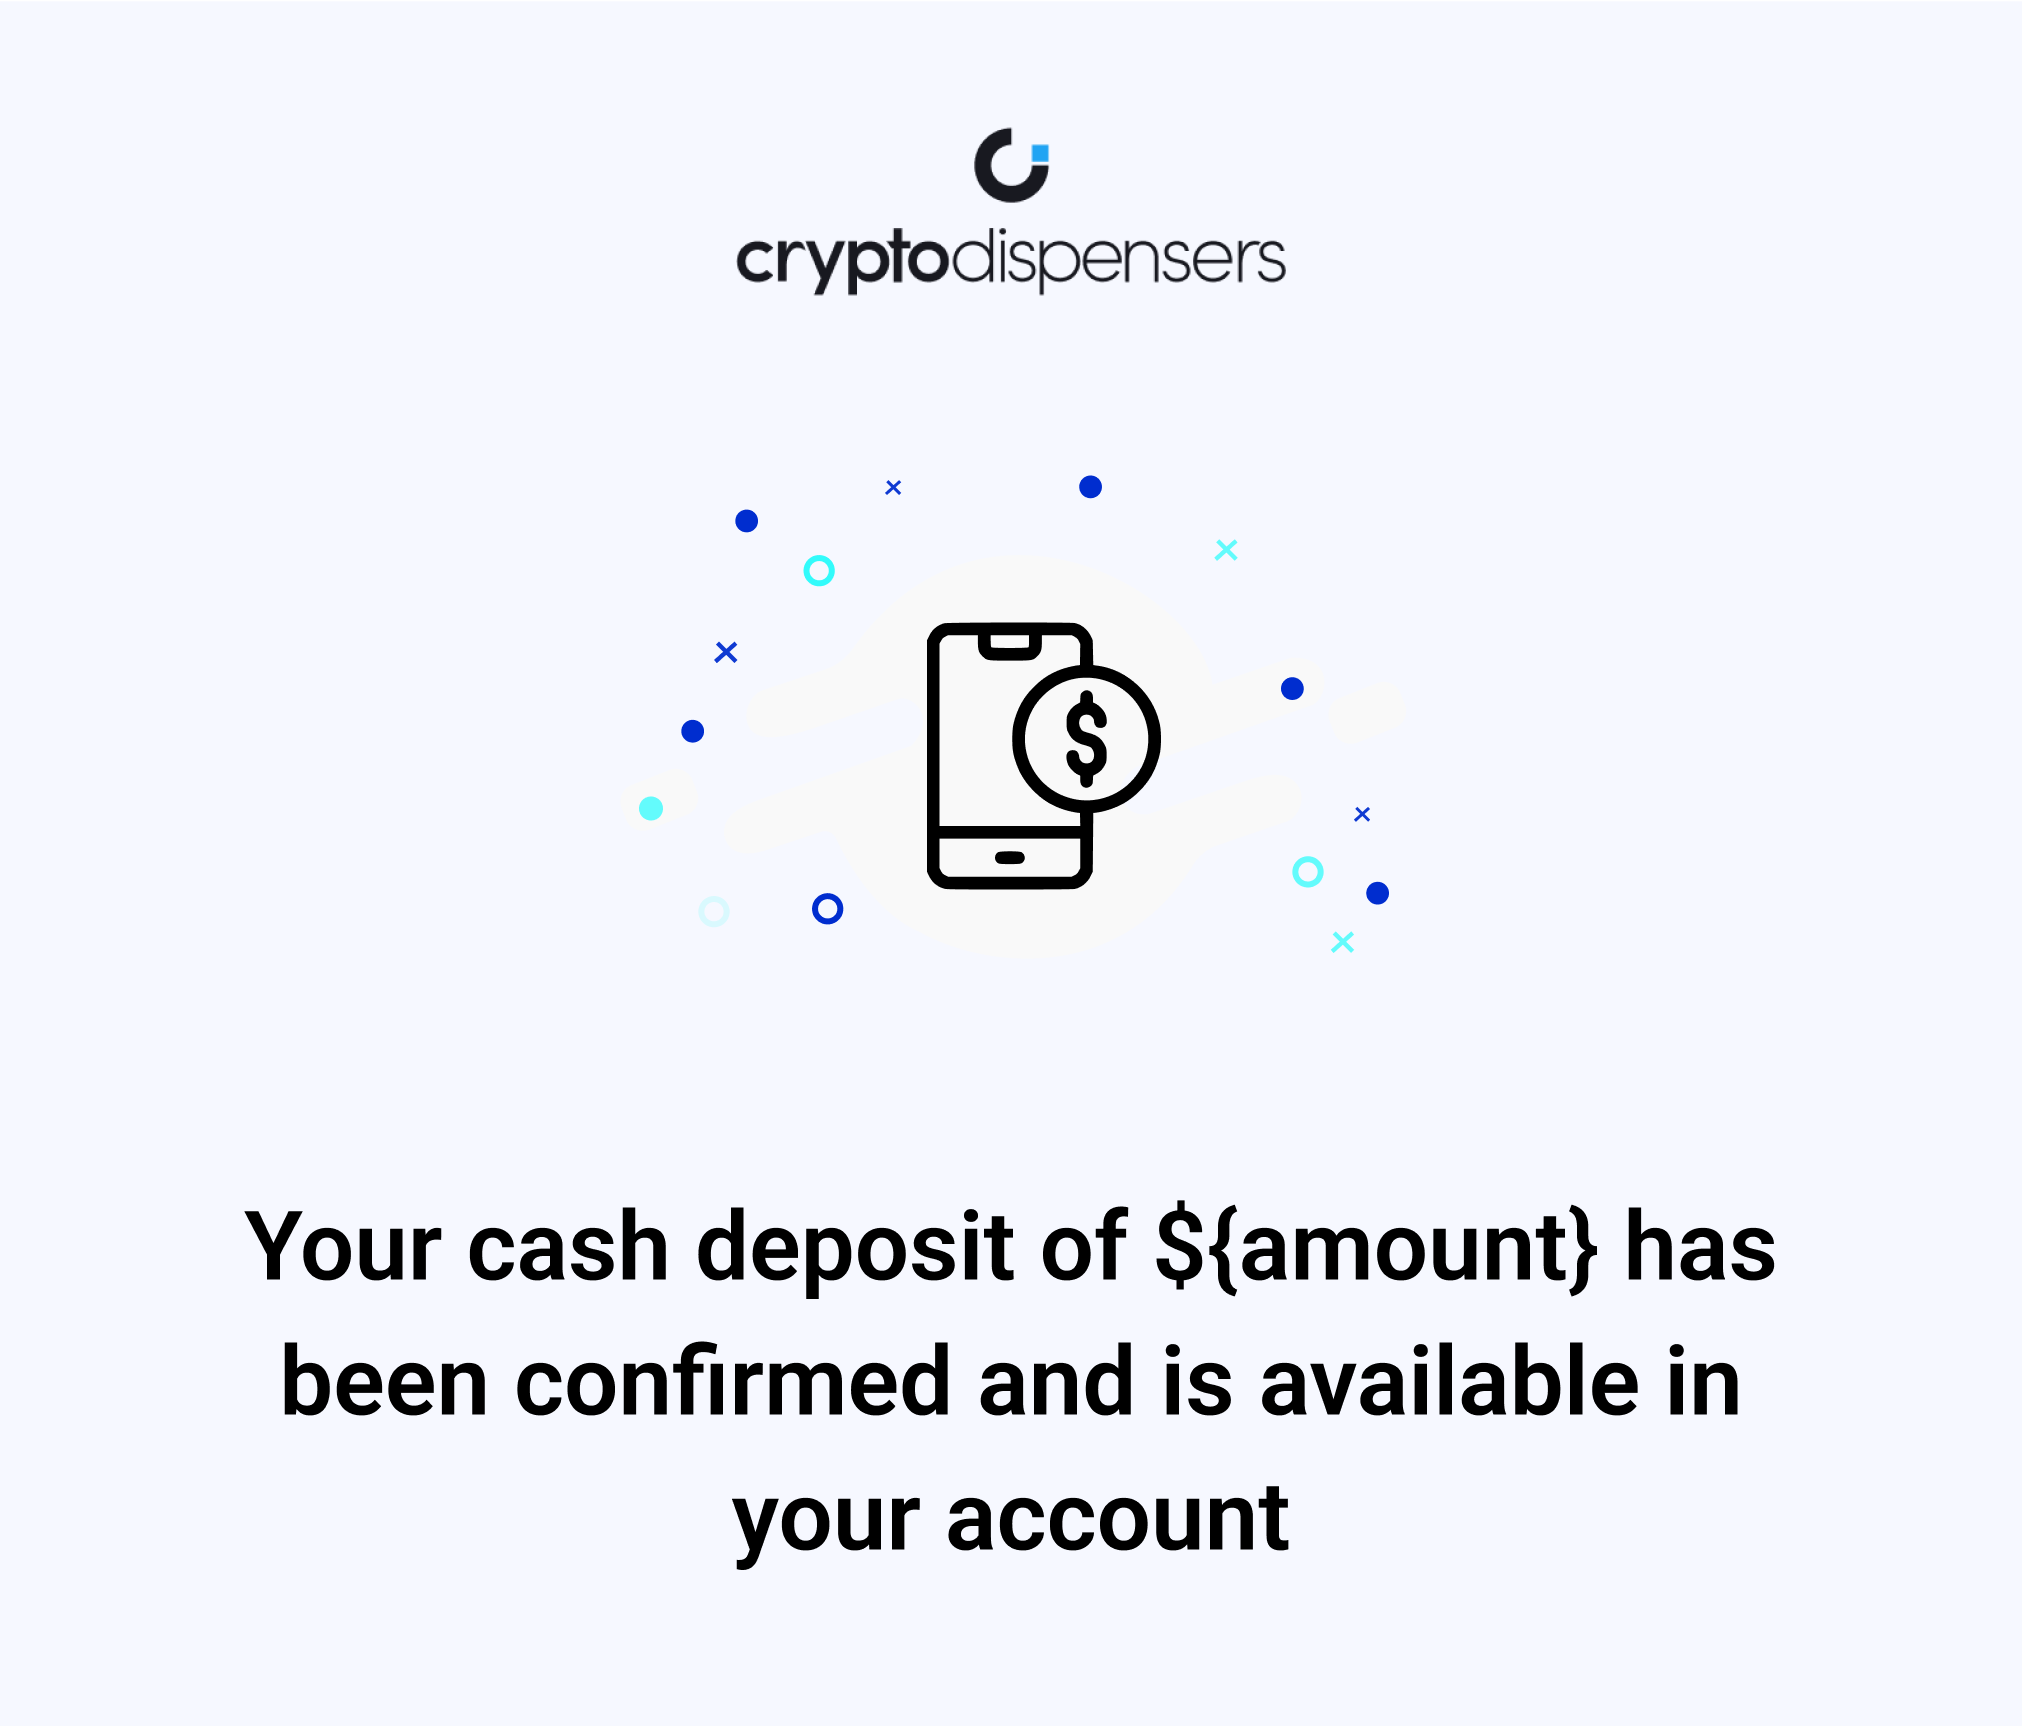 cryptodispensers
$
Your cash deposit of ${amount} has
been confirmed and is available in
your account